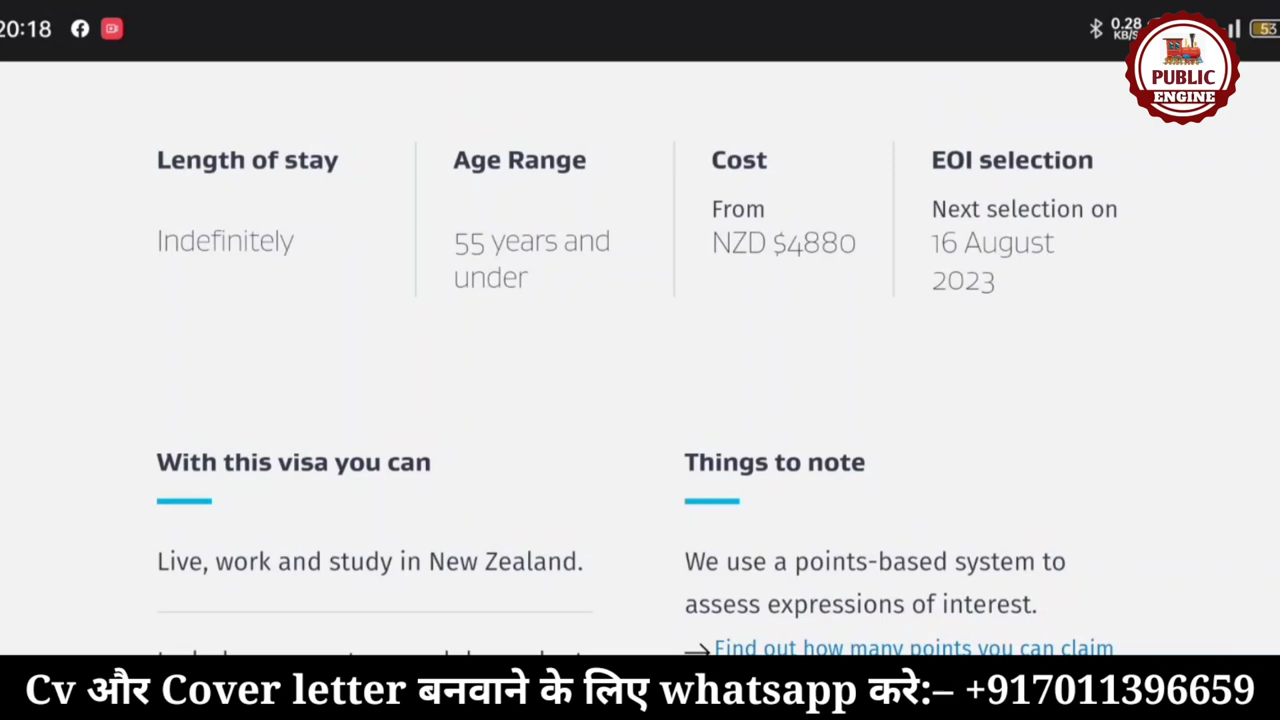 20:18
0.28
KB/S
53
PUBLIC
ENGINE
Length of stay
Age Range
Cost
EOI selection
From
Next selection on
Indefinitely
55 years and
under
NZD $4880
16 August
2023
With this visa you can
Things to note
Live, work and study in New Zealand.
We use a points-based system to
assess expressions of interest.
Find out how many points you can claim
Cv और Cover letter बनवाने के लिए whatsapp करे:– +917011396659